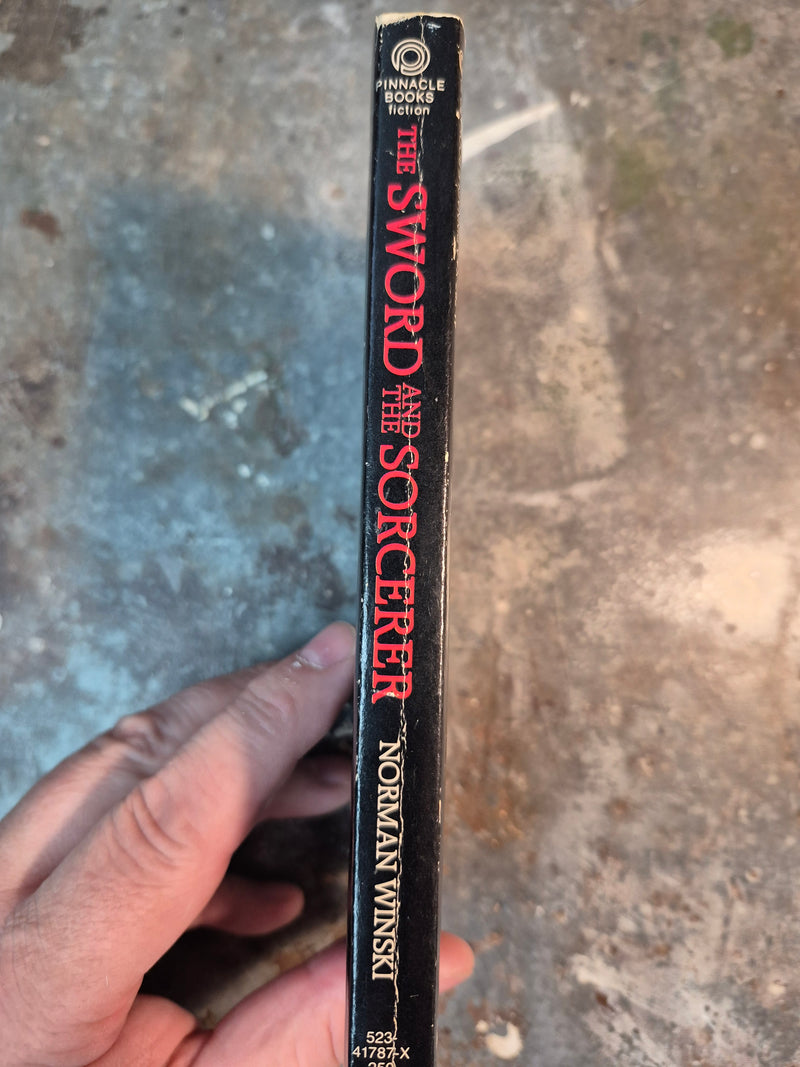 PINNACLE
BOOKS
fiction
THE SWORD AND THE SORCERER
NORMAN WINSKI
523-
41787-X